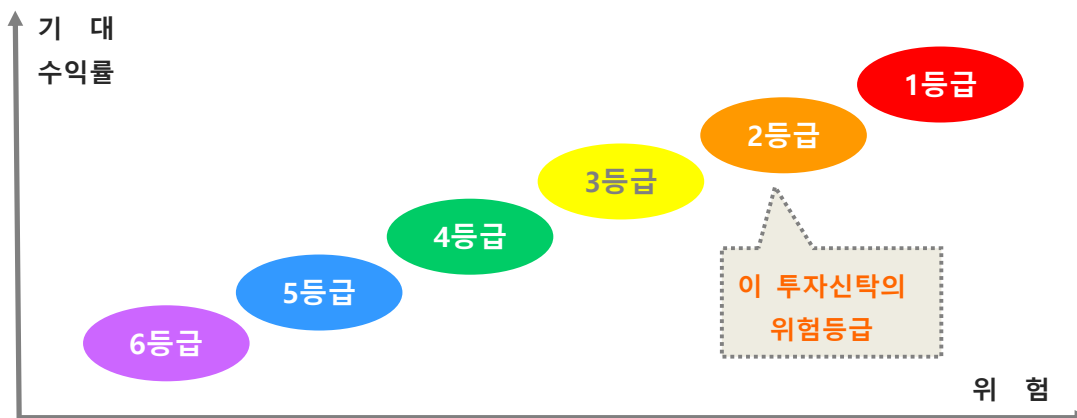 기 대
수익률
1등급
2등급
3등급
4등급
5등급
6등급
이 투자신탁의
위험등급
위 험